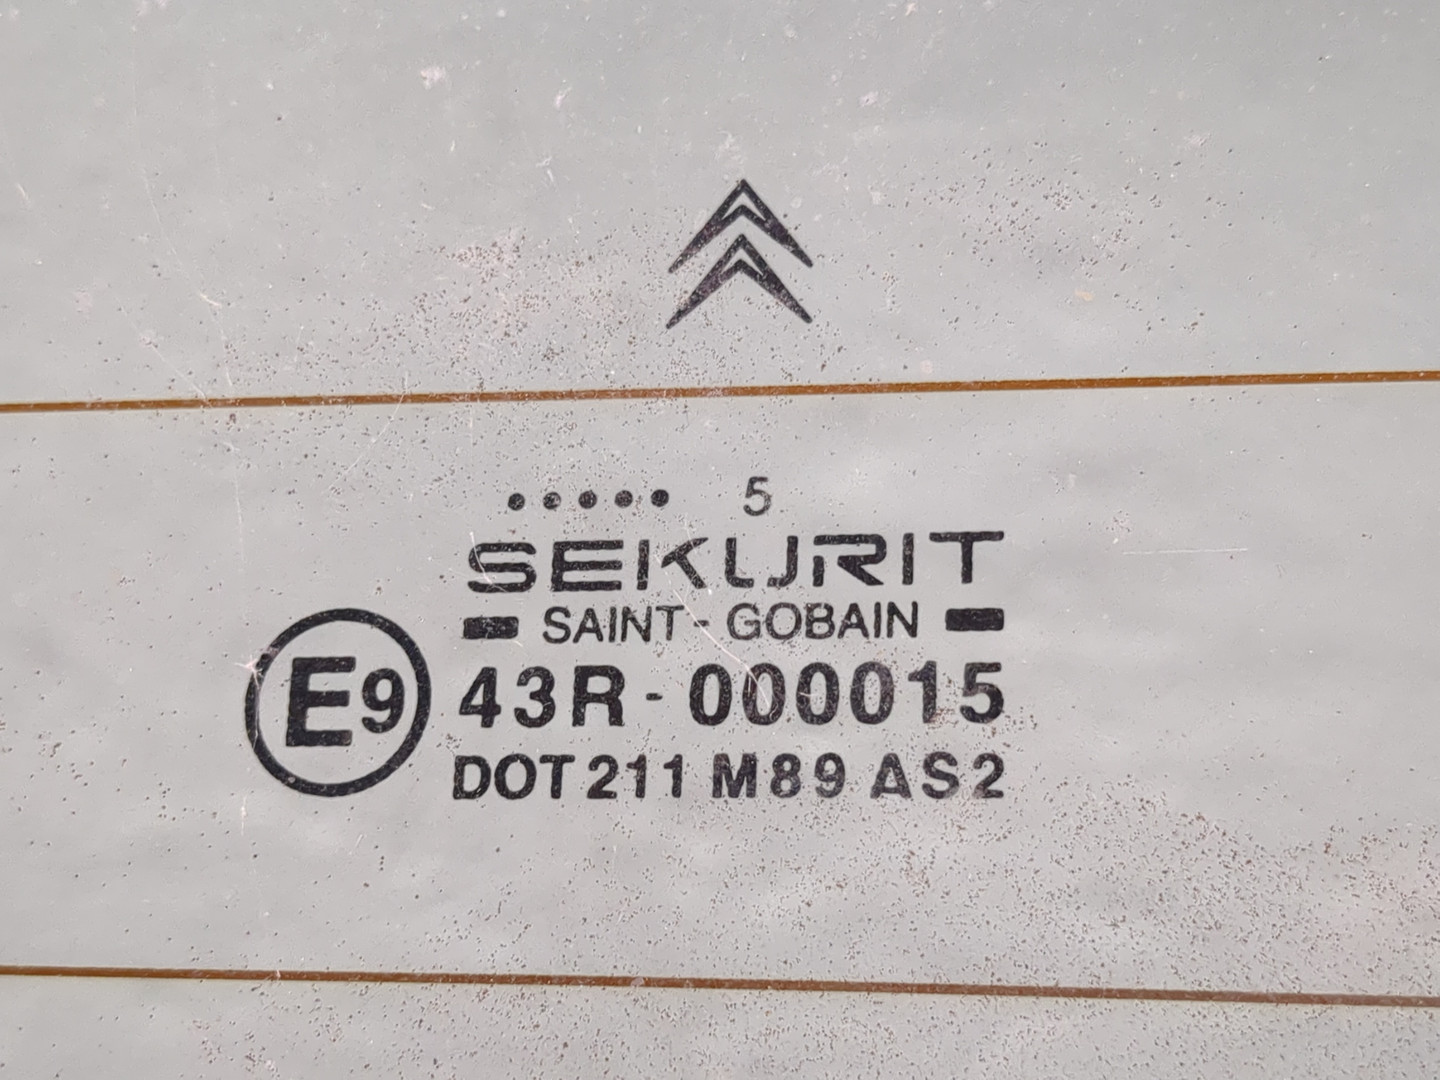 ..... 5
SEKURIT
SAINT-GOBAIN
E9 43R-000015
DOT 211 M89 AS2